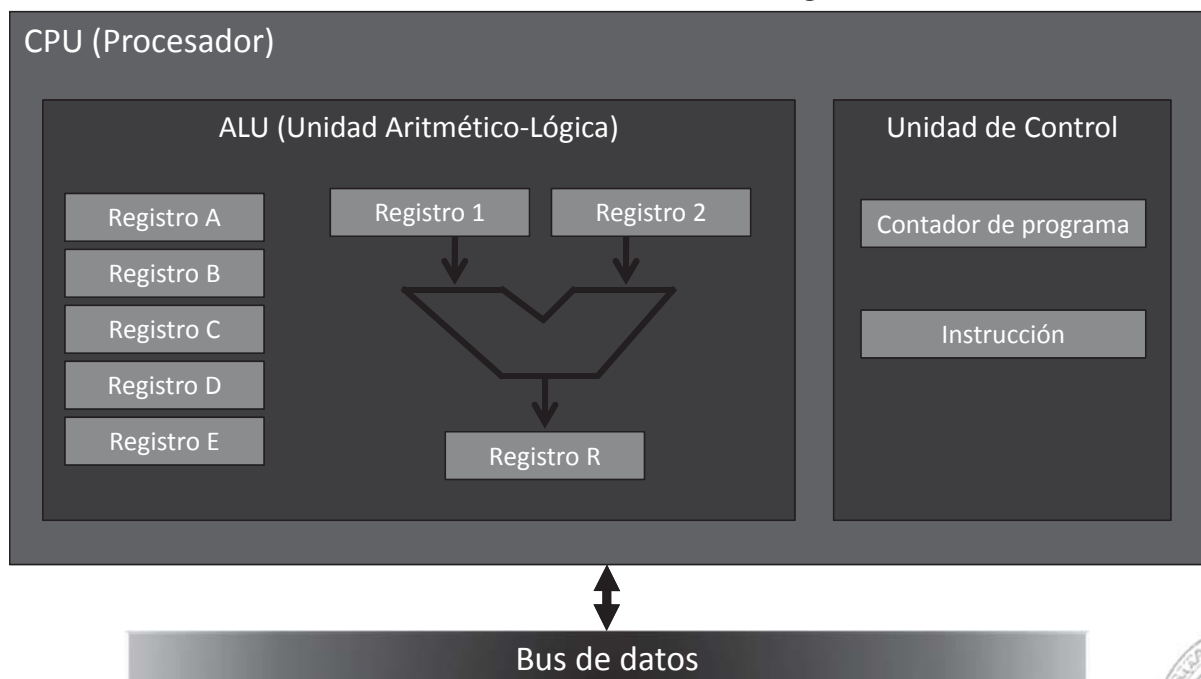 CPU (Procesador)
ALU (Unidad Aritmético-Lógica)
Registro A
Registro B
Registro C
Registro D
Registro E
Registro 1
Registro 2
Registro R
Unidad de Control
Contador de programa
Instrucción
Bus de datos